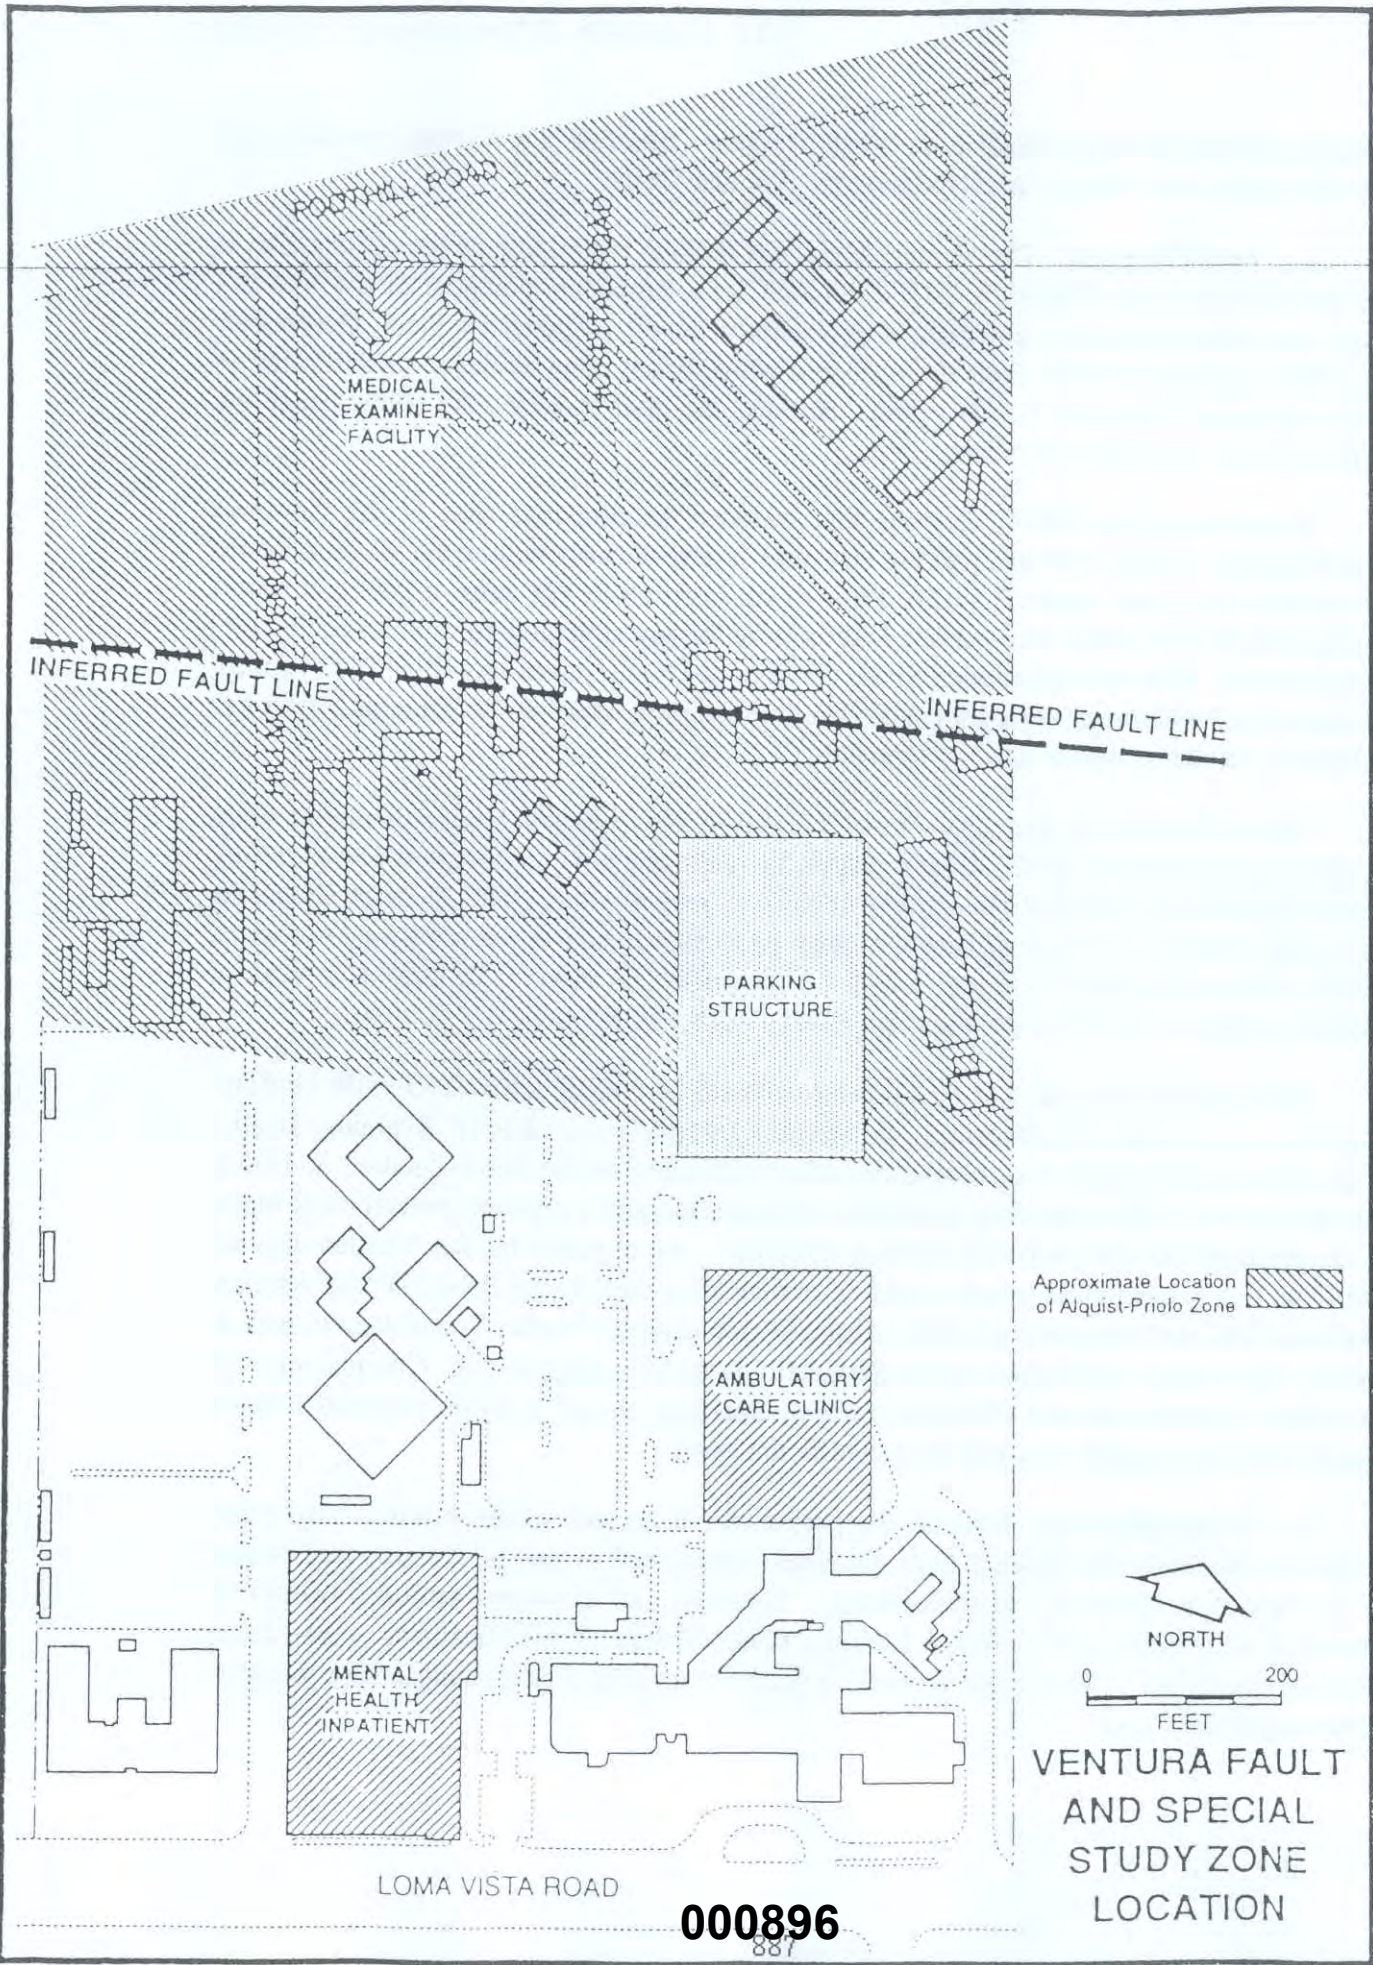 FOOTHILL ROAD
HOSPITAL ROAD
MEDICAL
EXAMINER
FACILITY
HILLMONT AVENUE
INFERRED FAULT LINE
INFERRED FAULT LINE
PARKING
STRUCTURE
Approximate Location
of Alquist-Priolo Zone
AMBULATORY
CARE CLINIC
NORTH
0 200
FEET
MENTAL
HEALTH
INPATIENT
VENTURA FAULT
AND SPECIAL
STUDY ZONE
LOCATION
LOMA VISTA ROAD
000896
887